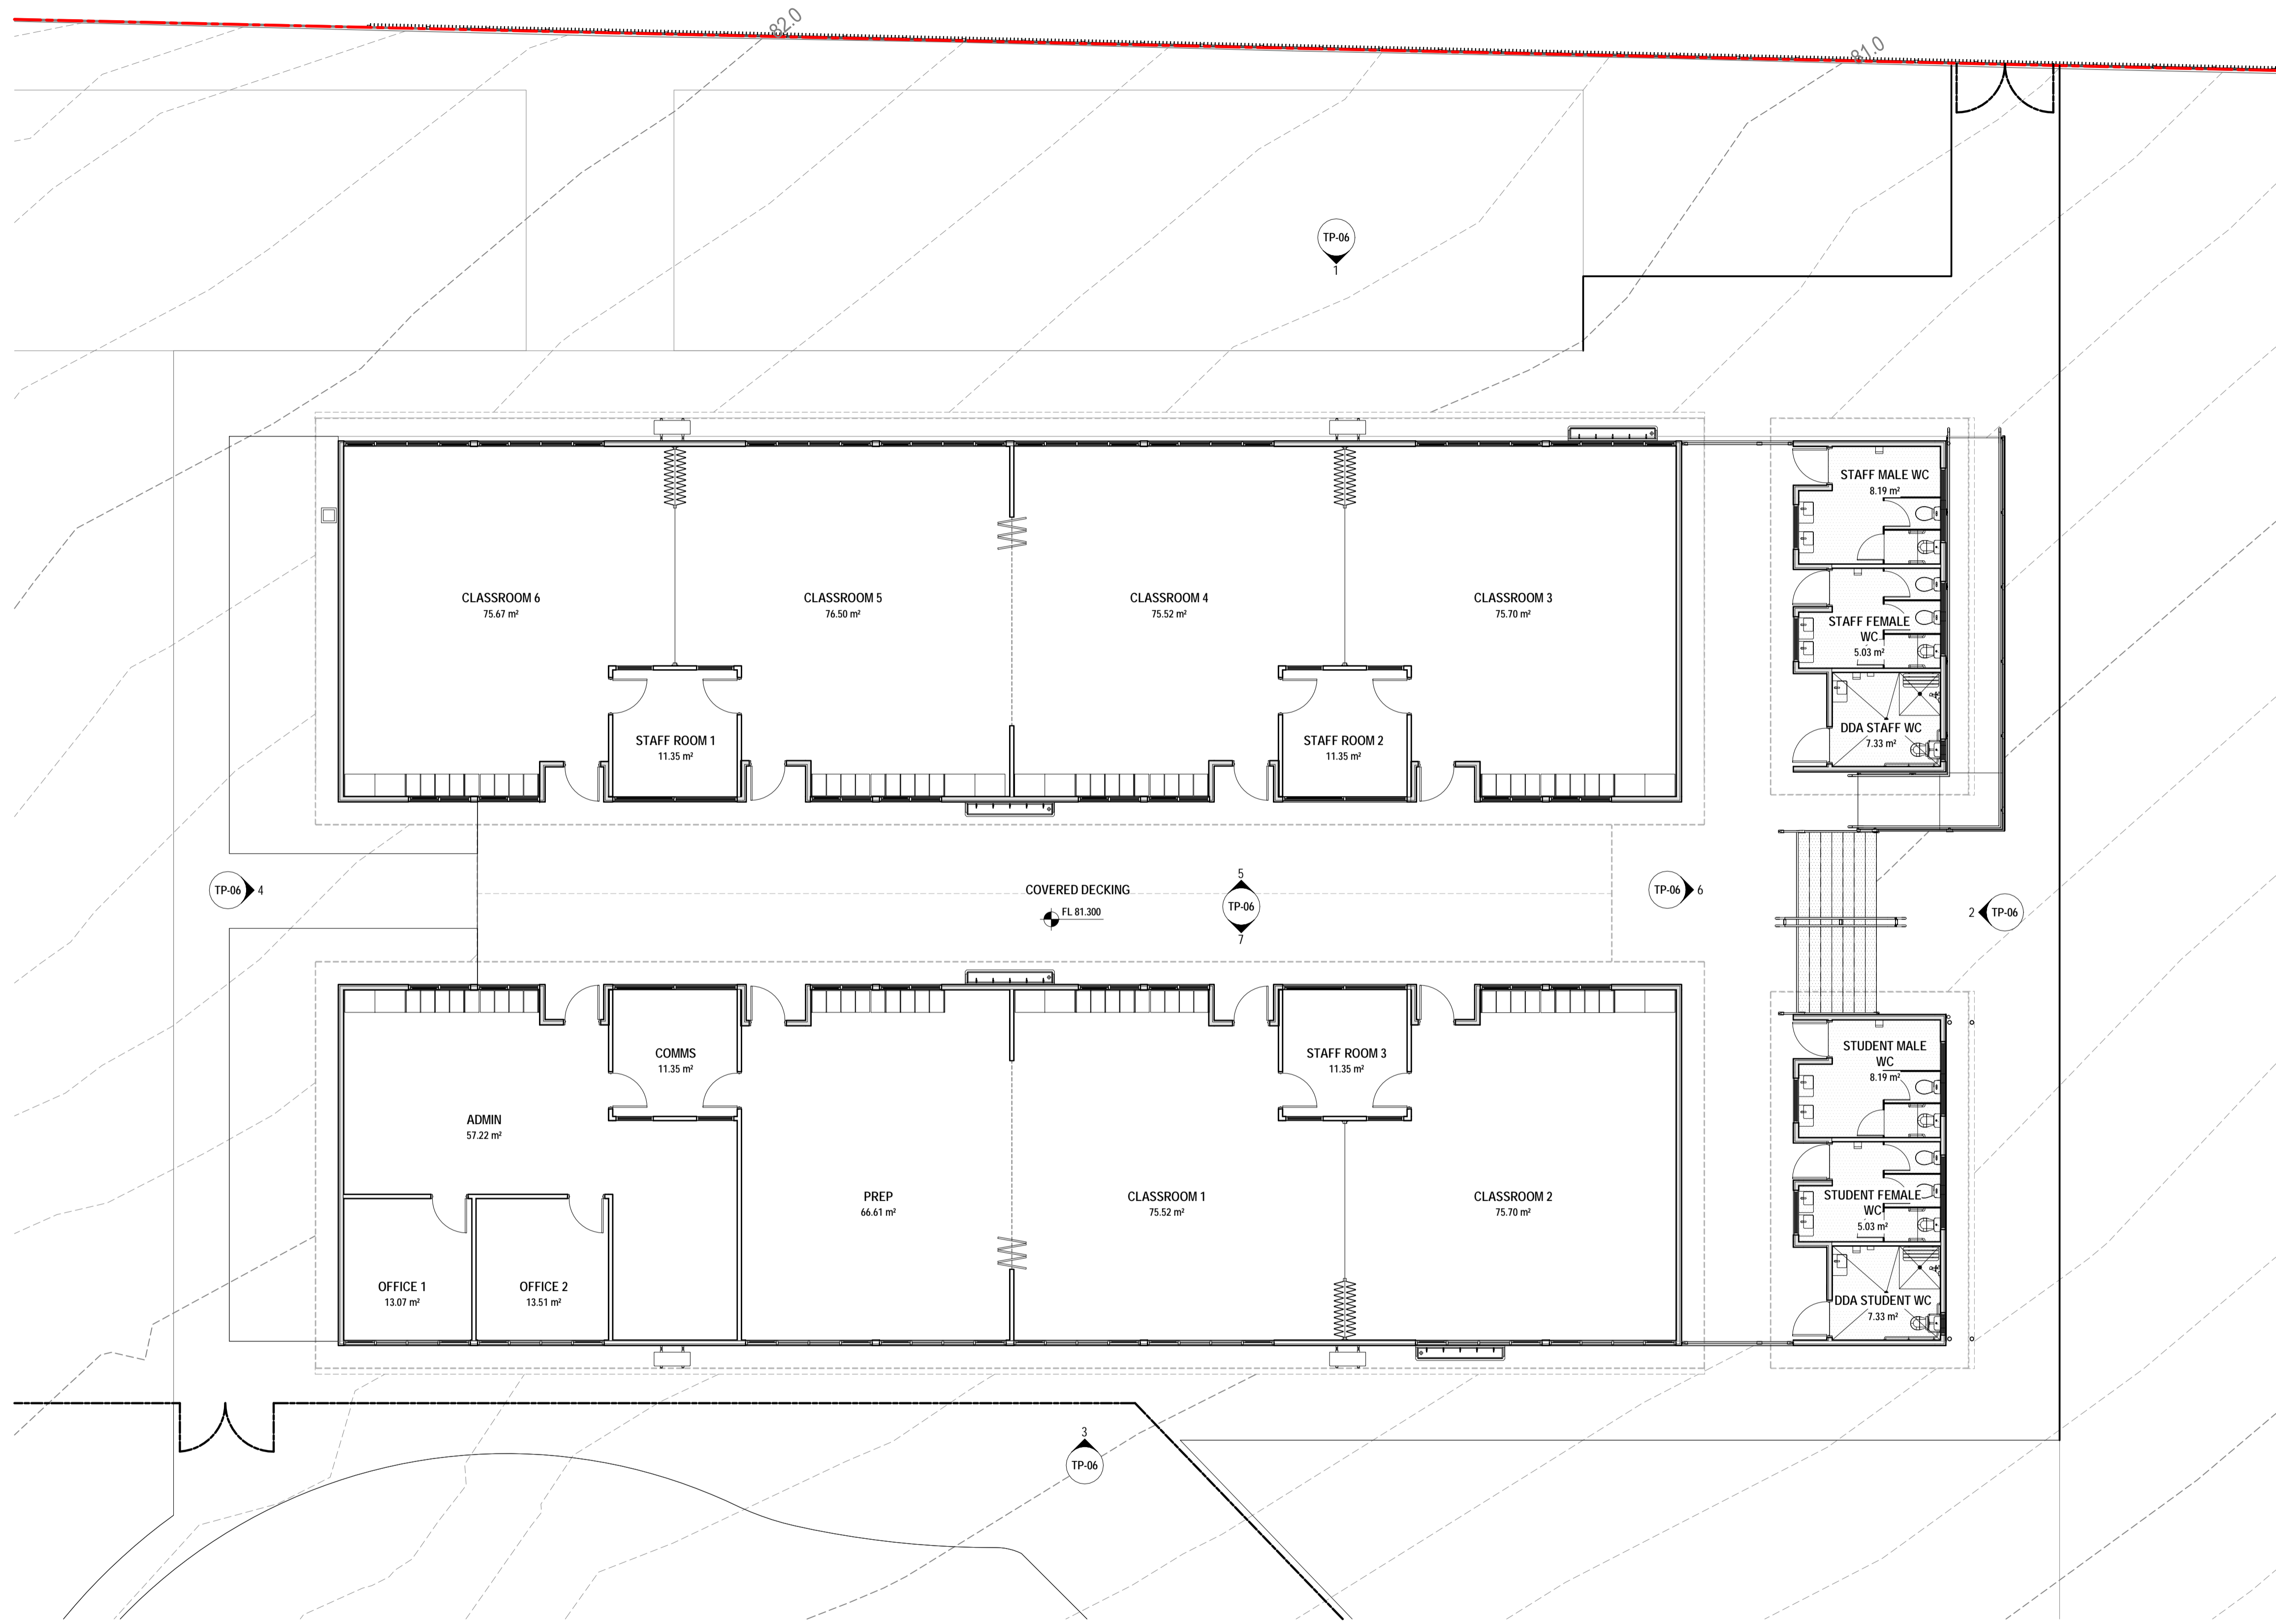 82.0
81.0
TP-06
1
STAFF MALE WC
8.19 m²
CLASSROOM 6
75.67 m²
CLASSROOM 5
76.50 m²
CLASSROOM 4
75.52 m²
CLASSROOM 3
75.70 m²
STAFF FEMALE
WC
5.03 m²
STAFF ROOM 1
11.35 m²
STAFF ROOM 2
11.35 m²
DDA STAFF WC
7.33 m²
TP-06
4
COVERED DECKING
FL 81.300
5
TP-06
7
TP-06
6
2
TP-06
COMMS
11.35 m²
STAFF ROOM 3
11.35 m²
STUDENT MALE
WC
8.19 m²
ADMIN
57.22 m²
PREP
66.61 m²
CLASSROOM 1
75.52 m²
CLASSROOM 2
75.70 m²
STUDENT FEMALE
WC
5.03 m²
OFFICE 1
13.07 m²
OFFICE 2
13.51 m²
DDA STUDENT WC
7.33 m²
3
TP-06